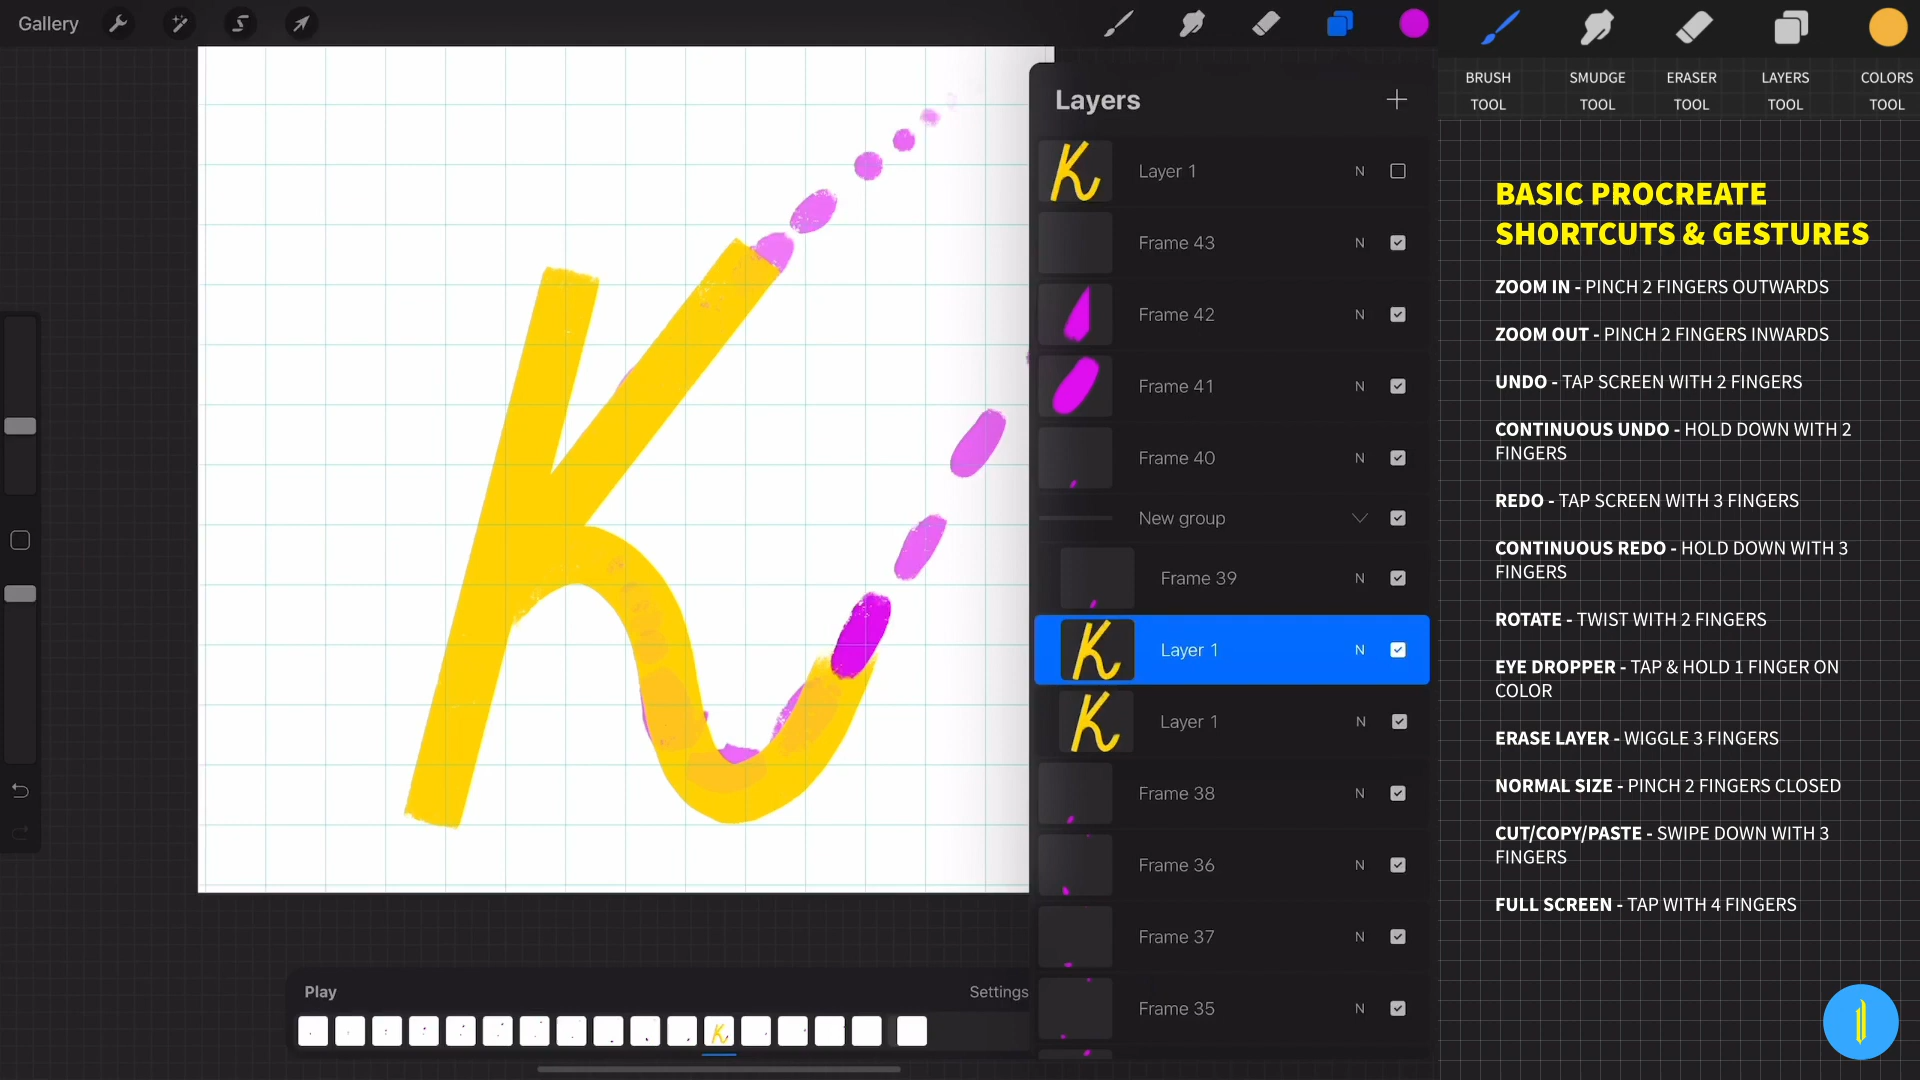 Gallery
Layers
Layer 1 N
Frame 43 N
Frame 42 N
Frame 41 N
Frame 40 N
New group
Frame 39 N
Layer 1 N
Layer 1 N
Frame 38 N
Frame 36 N
Frame 37 N
Frame 35 N
Play
Settings
K
BRUSH TOOL
SMUDGE TOOL
ERASER TOOL
LAYERS TOOL
COLORS TOOL
BASIC PROCREATE
SHORTCUTS & GESTURES
ZOOM IN - PINCH 2 FINGERS OUTWARDS
ZOOM OUT - PINCH 2 FINGERS INWARDS
UNDO - TAP SCREEN WITH 2 FINGERS
CONTINUOUS UNDO - HOLD DOWN WITH 2
FINGERS
REDO - TAP SCREEN WITH 3 FINGERS
CONTINUOUS REDO - HOLD DOWN WITH 3
FINGERS
ROTATE - TWIST WITH 2 FINGERS
EYE DROPPER - TAP & HOLD 1 FINGER ON
COLOR
ERASE LAYER - WIGGLE 3 FINGERS
NORMAL SIZE - PINCH 2 FINGERS CLOSED
CUT/COPY/PASTE - SWIPE DOWN WITH 3
FINGERS
FULL SCREEN - TAP WITH 4 FINGERS